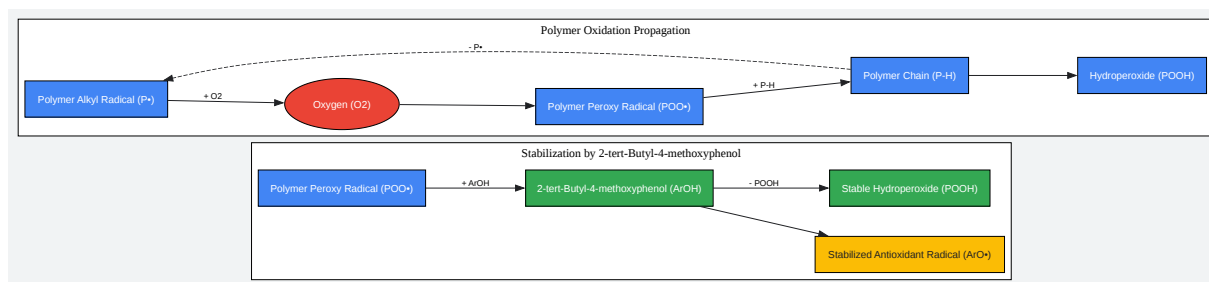 Polymer Oxidation Propagation
- P•
Polymer Alkyl Radical (P•)
+ O2
Oxygen (O2)
Polymer Peroxy Radical (POO•)
+ P-H
Polymer Chain (P-H)
Hydroperoxide (POOH)
Stabilization by 2-tert-Butyl-4-methoxyphenol
Polymer Peroxy Radical (POO•)
+ ArOH
2-tert-Butyl-4-methoxyphenol (ArOH)
- POOH
Stable Hydroperoxide (POOH)
Stabilized Antioxidant Radical (ArO•)